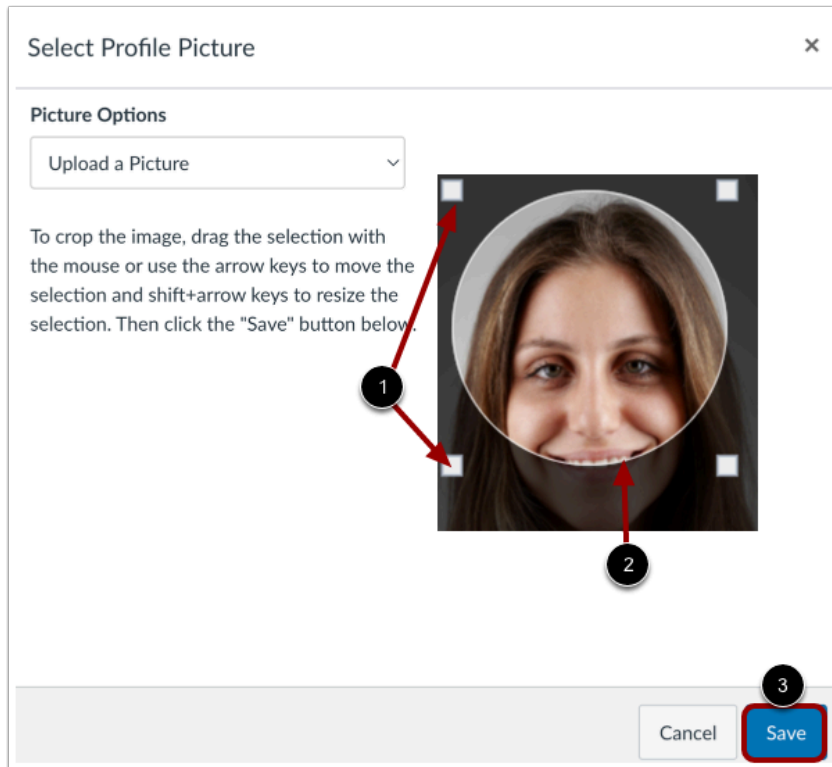 Select Profile Picture
×
Picture Options
Upload a Picture
To crop the image, drag the selection with
the mouse or use the arrow keys to move the
selection and shift+arrow keys to resize the
selection. Then click the "Save" button below.
1
2
3
Cancel Save